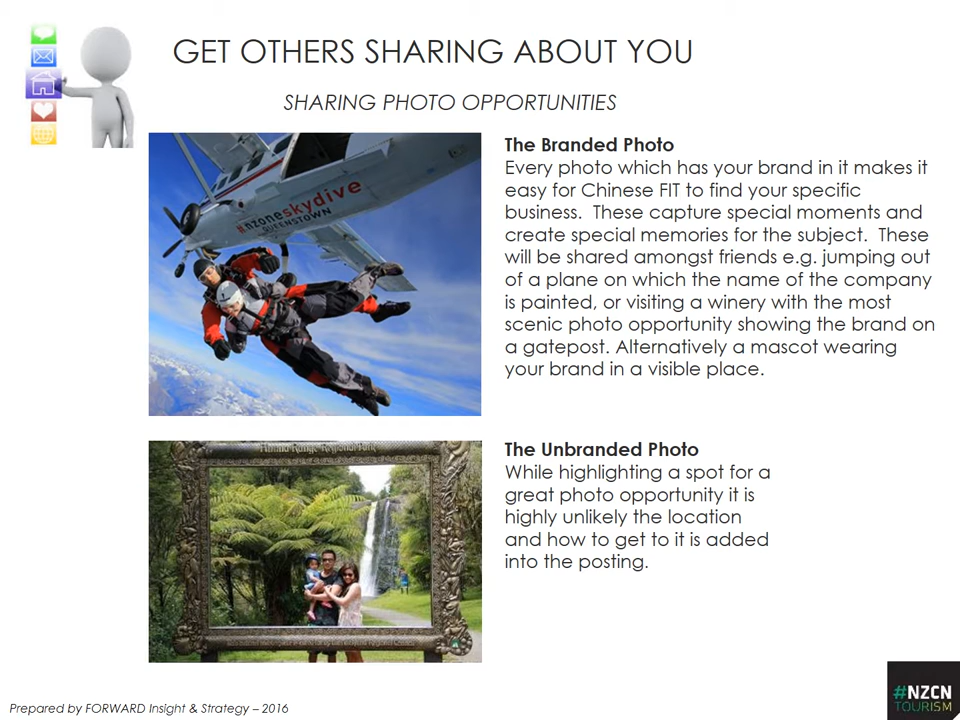 GET OTHERS SHARING ABOUT YOU
SHARING PHOTO OPPORTUNITIES
#nzoneskydive
QUEENSTOWN
The Branded Photo
Every photo which has your brand in it makes it
easy for Chinese FIT to find your specific
business.  These capture special moments and
create special memories for the subject.  These
will be shared amongst friends e.g. jumping out
of a plane on which the name of the company
is painted, or visiting a winery with the most
scenic photo opportunity showing the brand on
a gatepost. Alternatively a mascot wearing
your brand in a visible place.
Hunua Range Regional Park
The Unbranded Photo
While highlighting a spot for a
great photo opportunity it is
highly unlikely the location
and how to get to it is added
into the posting.
Prepared by FORWARD Insight & Strategy – 2016
#NZCN
TOURISM